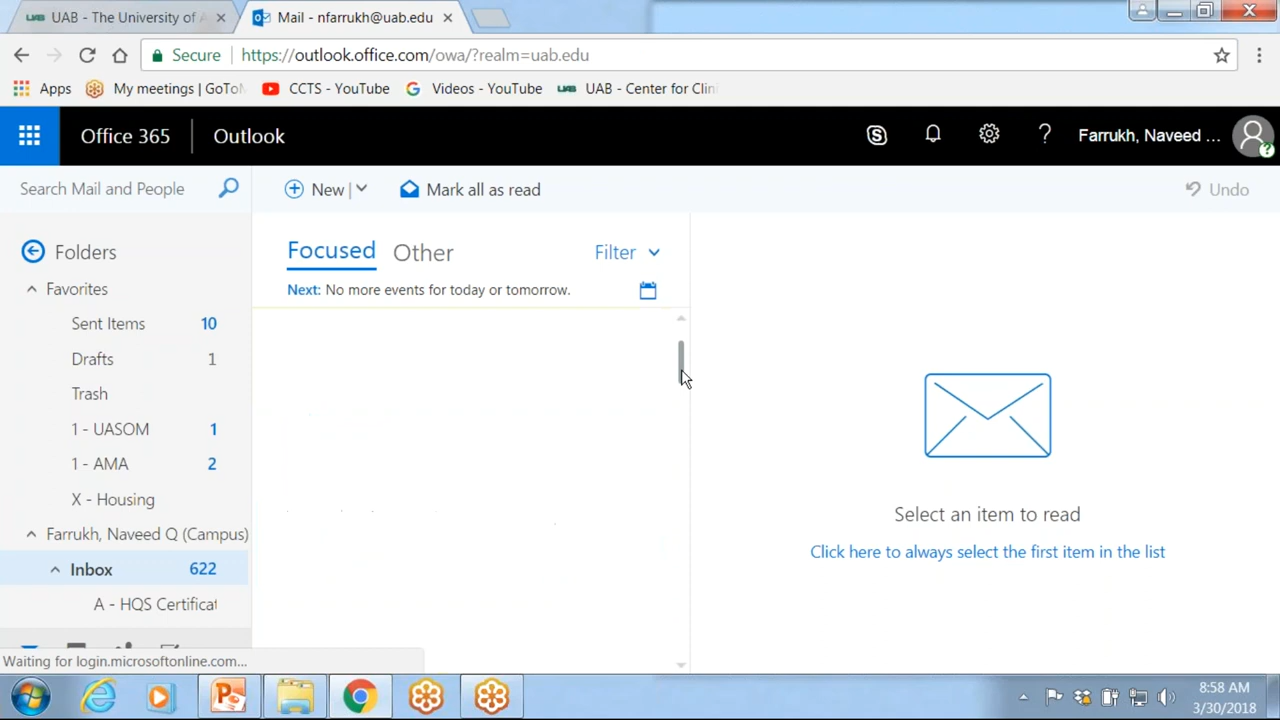 UAB - The University of A
Mail - nfarrukh@uab.edu
Secure
https://outlook.office.com/owa/?realm=uab.edu
Apps
My meetings | GoToM
CCTS - YouTube
Videos - YouTube
UAB - Center for Clini
Office 365
Outlook
Farrukh, Naveed ...
Search Mail and People
New
Mark all as read
Undo
Folders
Focused
Other
Filter
Favorites
Next: No more events for today or tomorrow.
Sent Items 10
Drafts 1
Trash
1 - UASOM 1
1 - AMA 2
X - Housing
Select an item to read
Farrukh, Naveed Q (Campus)
Click here to always select the first item in the list
Inbox 622
A - HQS Certificat
Waiting for login.microsoftonline.com...
8:58 AM
3/30/2018